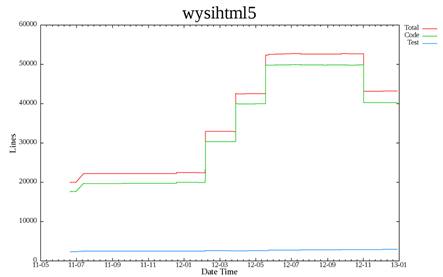 wysihtml5
60000
50000
40000
30000
20000
10000
0
Lines
11-05 11-07 11-09 11-11 12-01 12-03 12-05 12-07 12-09 12-11 13-01
Date Time
Total
Code
Test